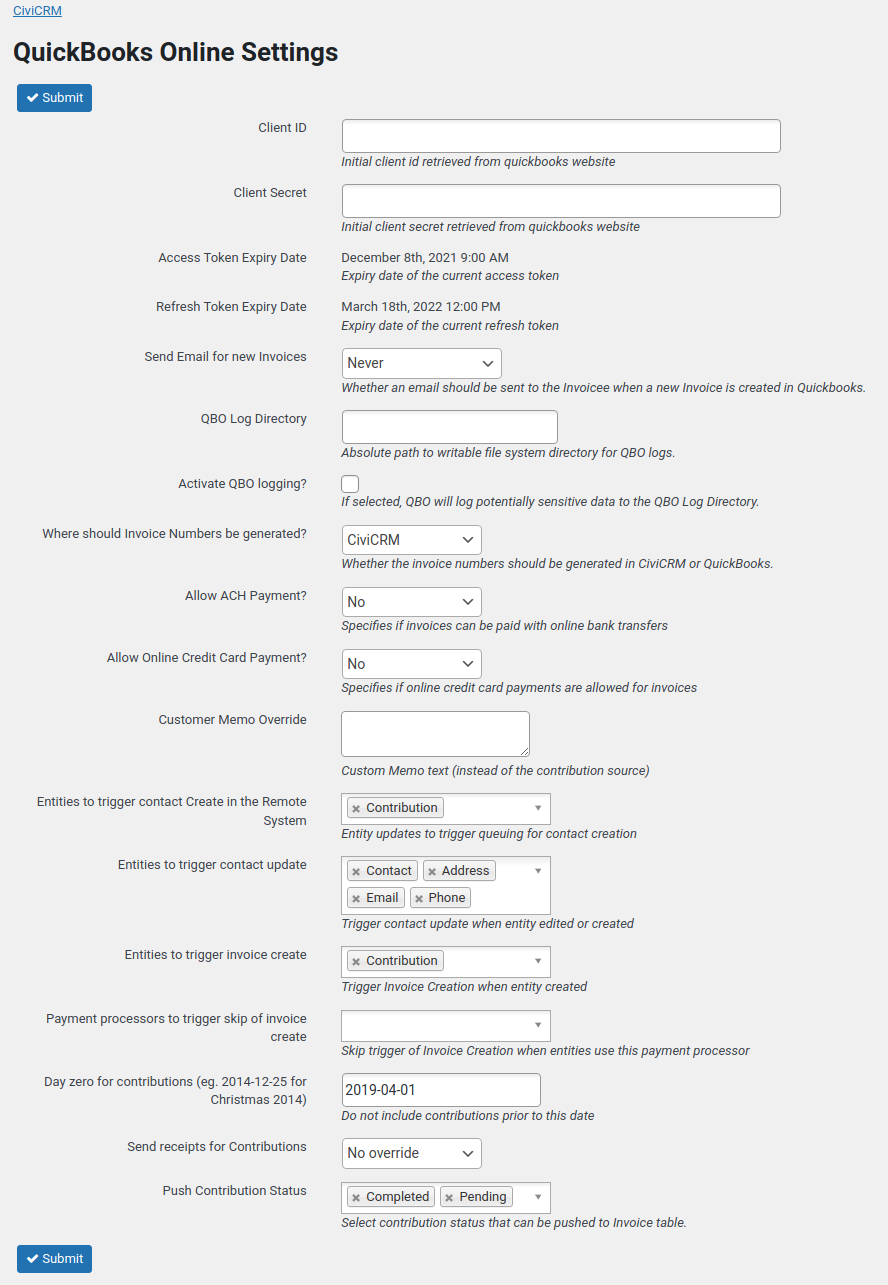 CiviCRM
QuickBooks Online Settings
Submit
Client ID
Initial client id retrieved from quickbooks website
Client Secret
Initial client secret retrieved from quickbooks website
Access Token Expiry Date
December 8th, 2021 9:00 AM
Expiry date of the current access token
Refresh Token Expiry Date
March 18th, 2022 12:00 PM
Expiry date of the current refresh token
Send Email for new Invoices
Never
Whether an email should be sent to the Invoicee when a new Invoice is created in Quickbooks.
QBO Log Directory
Absolute path to writable file system directory for QBO logs.
Activate QBO logging?
If selected, QBO will log potentially sensitive data to the QBO Log Directory.
Where should Invoice Numbers be generated?
CiviCRM
Whether the invoice numbers should be generated in CiviCRM or QuickBooks.
Allow ACH Payment?
No
Specifies if invoices can be paid with online bank transfers
Allow Online Credit Card Payment?
No
Specifies if online credit card payments are allowed for invoices
Customer Memo Override
Custom Memo text (instead of the contribution source)
Entities to trigger contact Create in the Remote
System
Contribution
Entity updates to trigger queuing for contact creation
Entities to trigger contact update
Contact Address
Email Phone
Trigger contact update when entity edited or created
Entities to trigger invoice create
Contribution
Trigger Invoice Creation when entity created
Payment processors to trigger skip of invoice
create
Skip trigger of Invoice Creation when entities use this payment processor
Day zero for contributions (eg. 2014-12-25 for
Christmas 2014)
2019-04-01
Do not include contributions prior to this date
Send receipts for Contributions
No override
Push Contribution Status
Completed Pending
Select contribution status that can be pushed to Invoice table.
Submit